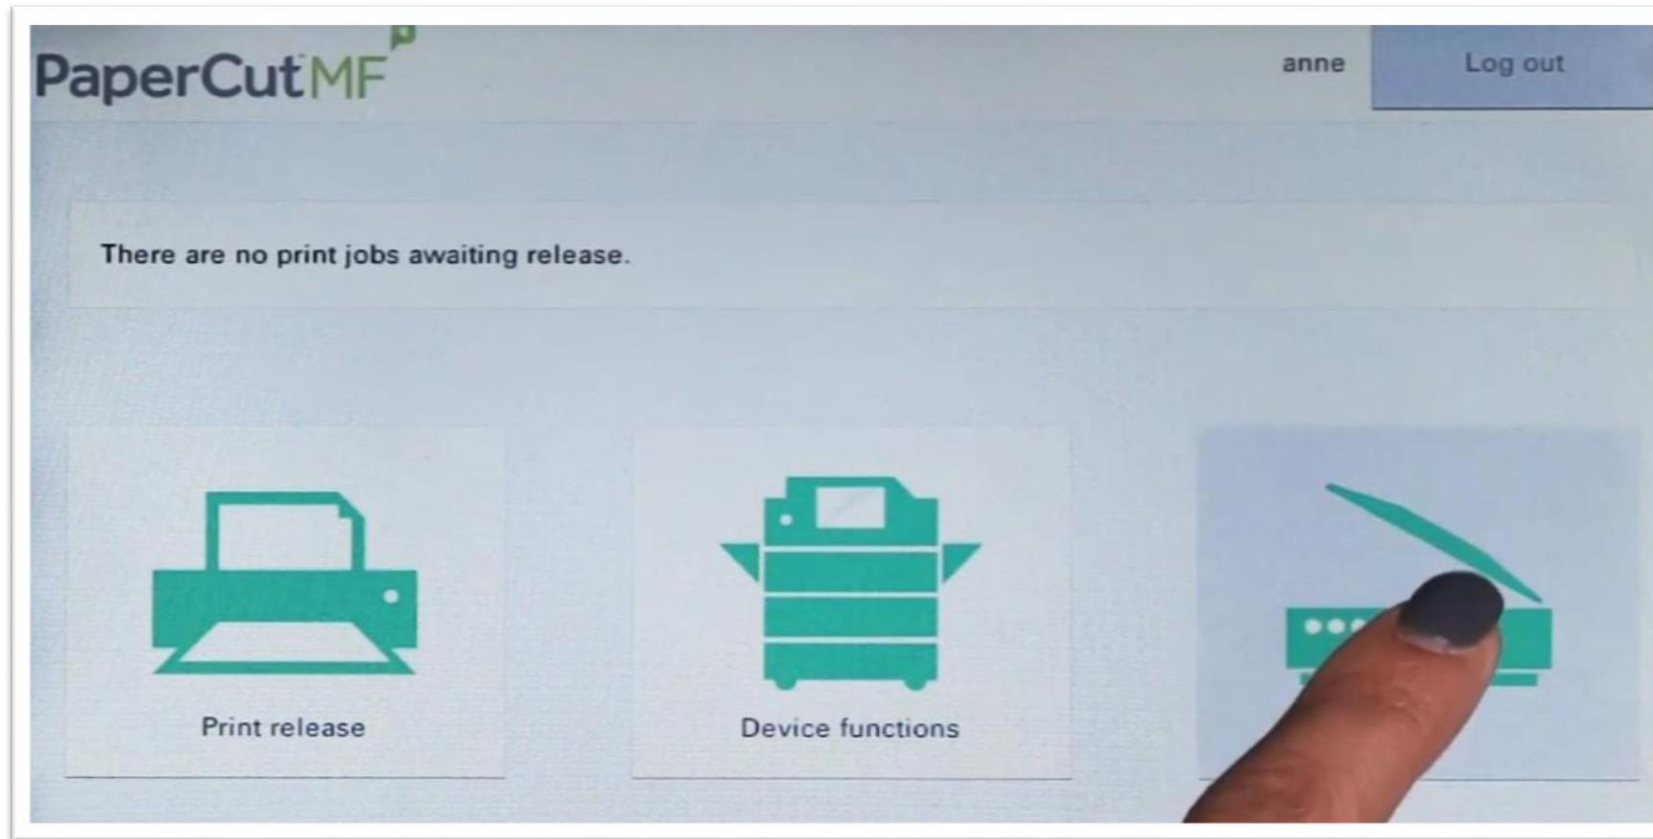 PaperCut MF
anne
Log out
There are no print jobs awaiting release.
Print release
Device functions